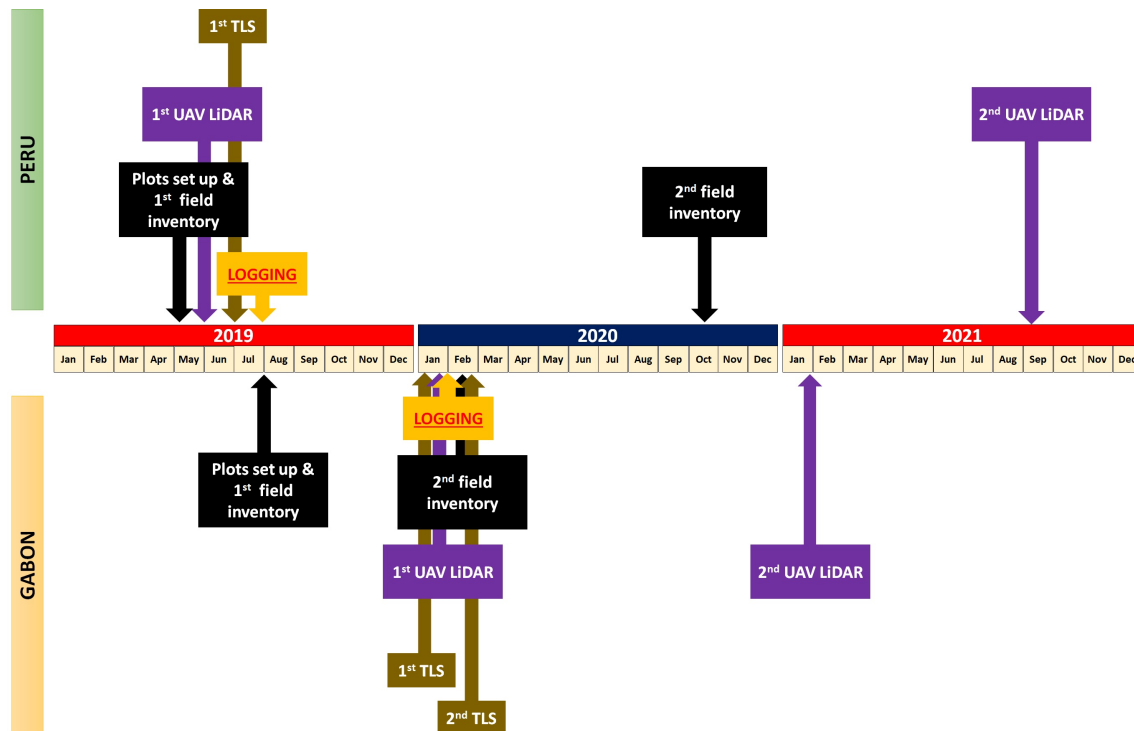 PERU
1st TLS
1st UAV LiDAR
2nd UAV LiDAR
Plots set up &
1st field
inventory
2nd field
inventory
LOGGING
2019 2020 2021
Jan Feb Mar Apr May Jun Jul Aug Sep Oct Nov Dec Jan Feb Mar Apr May Jun Jul Aug Sep Oct Nov Dec Jan Feb Mar Apr May Jun Jul Aug Sep Oct Nov Dec
GABON
LOGGING
Plots set up &
1st field
inventory
2nd field
inventory
1st UAV LiDAR
2nd UAV LiDAR
1st TLS
2nd TLS